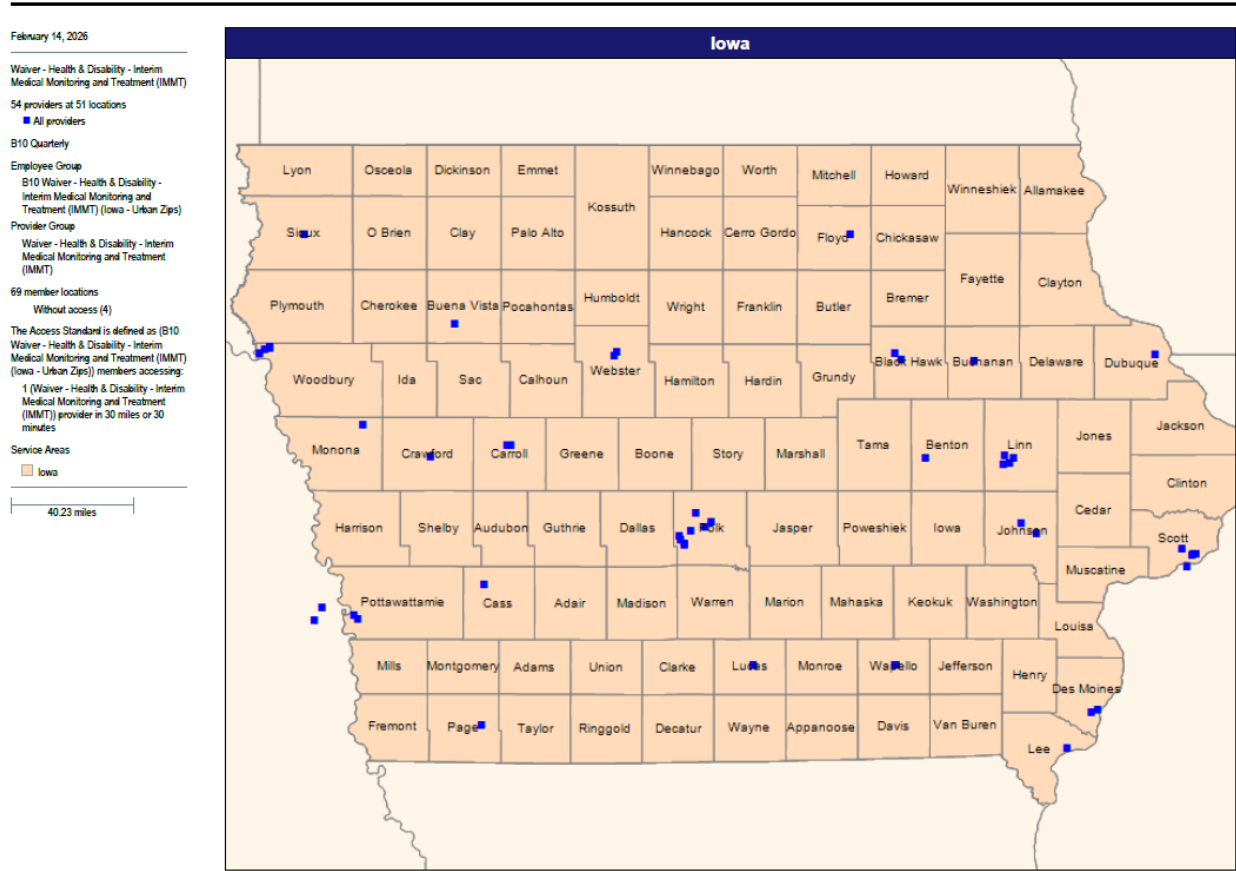 February 14, 2026
Waiver - Health & Disability - Interim
Medical Monitoring and Treatment (IMMT)
54 providers at 51 locations
All providers
B10 Quarterly
Employee Group
B10 Waiver - Health & Disability -
Interim Medical Monitoring and
Treatment (IMMT) (Iowa - Urban Zips)
Provider Group
Waiver - Health & Disability - Interim
Medical Monitoring and Treatment
(IMMT)
69 member locations
Without access (4)
The Access Standard is defined as (B10
Waiver - Health & Disability - Interim
Medical Monitoring and Treatment (IMMT)
(Iowa - Urban Zips)) members accessing:
1 (Waiver - Health & Disability - Interim
Medical Monitoring and Treatment
(IMMT)) provider in 30 miles or 30
minutes
Service Areas
Iowa
40.23 miles
Iowa
Lyon Osceola Dickinson Emmet Winnebago Worth Mitchell Howard Winneshiek Allamakee
Kossuth
Sioux O Brien Clay Palo Alto Hancock Cerro Gordo Floyd Chickasaw
Fayette Clayton
Plymouth Cherokee Buena Vista Pocahontas Humboldt Wright Franklin Butler Bremer
Woodbury Ida Sac Calhoun Webster Hamilton Hardin Grundy Black Hawk Buchanan Delaware Dubuque
Monona Crawford Carroll Greene Boone Story Marshall Tama Benton Linn Jones Jackson
Clinton
Harrison Shelby Audubon Guthrie Dallas Polk Jasper Poweshiek Iowa Johnson Cedar Scott
Muscatine
Pottawattamie Cass Adair Madison Warren Marion Mahaska Keokuk Washington
Louisa
Mills Montgomery Adams Union Clarke Lucas Monroe Wapello Jefferson Henry Des Moines
Fremont Page Taylor Ringgold Decatur Wayne Appanoose Davis Van Buren
Lee